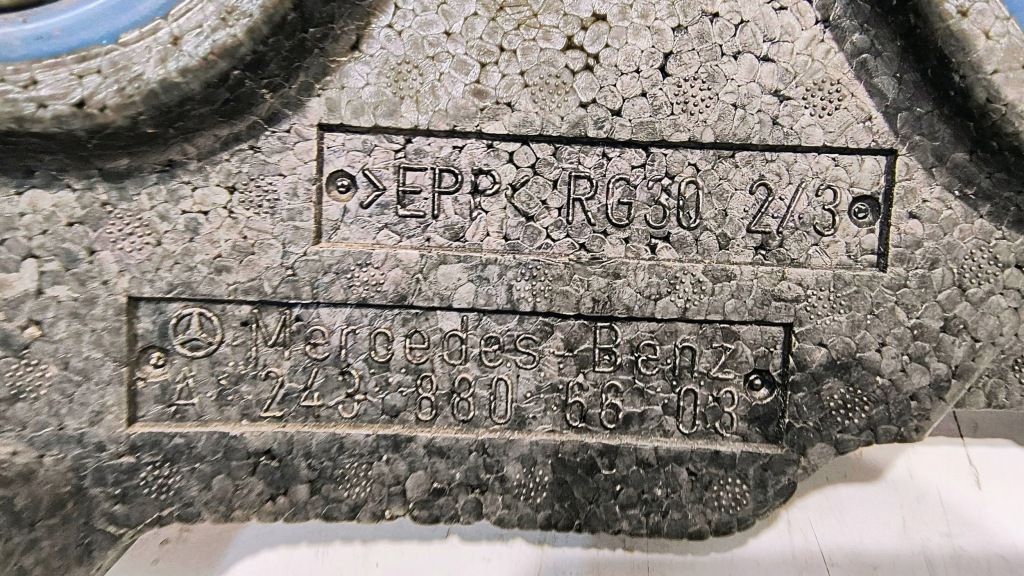 >EPP< RG30 2/3
Mercedes-Benz
A 243 880 66 03